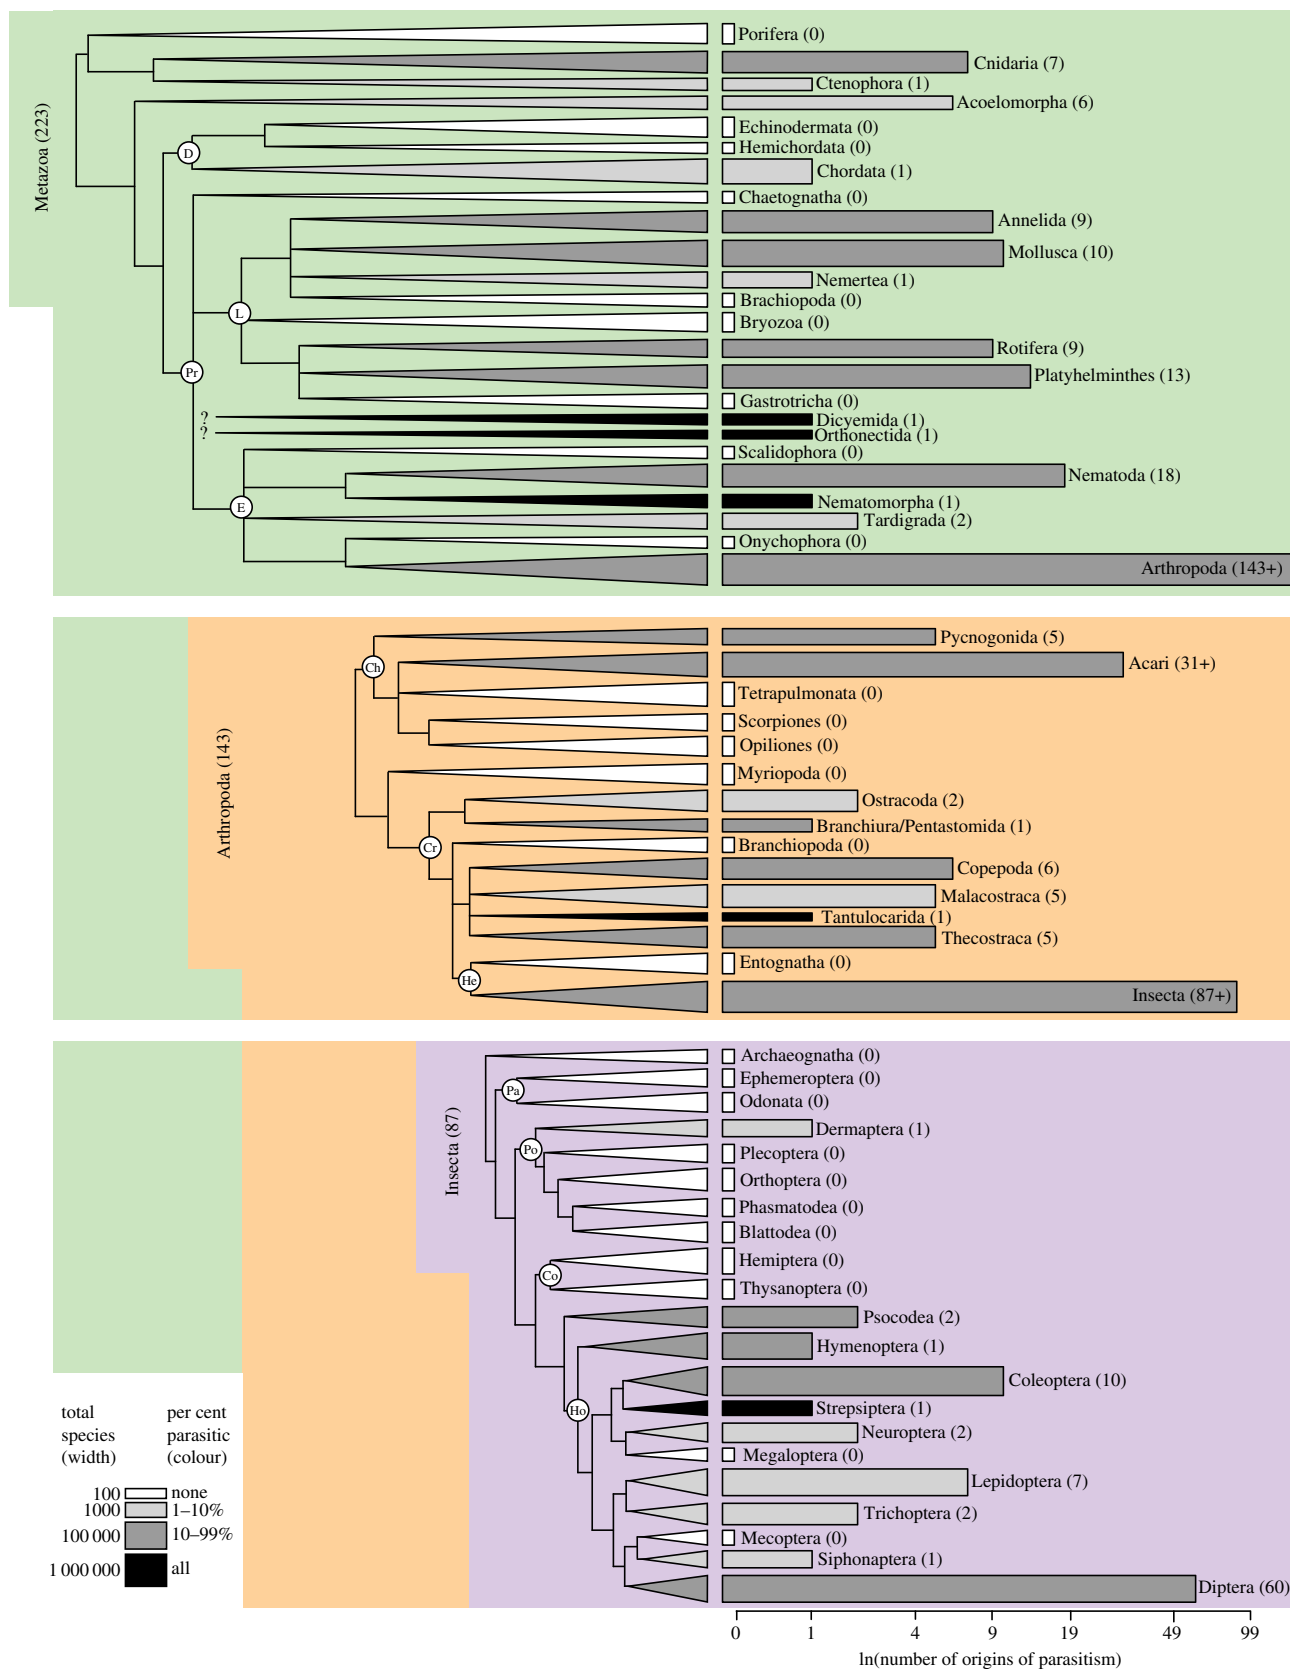 Metazoa (223)
Porifera (0)
Cnidaria (7)
Ctenophora (1)
Acoelomorpha (6)
Echinodermata (0)
Hemichordata (0)
D
Chordata (1)
Chaetognatha (0)
Annelida (9)
Mollusca (10)
Nemertea (1)
Brachiopoda (0)
L
Bryozoa (0)
Rotifera (9)
Pr
Platyhelminthes (13)
Gastrotricha (0)
? Dicyemida (1)
? Orthonectida (1)
Scalidophora (0)
Nematoda (18)
Nematomorpha (1)
E
Tardigrada (2)
Onychophora (0)
Arthropoda (143+)
Arthropoda (143)
Pycnogonida (5)
Ch
Acari (31+)
Tetrapulmonata (0)
Scorpiones (0)
Opiliones (0)
Myriopoda (0)
Ostracoda (2)
Branchiura/Pentastomida (1)
Cr
Branchiopoda (0)
Copepoda (6)
Malacostraca (5)
Tantulocarida (1)
Thecostraca (5)
Entognatha (0)
He
Insecta (87+)
Insecta (87)
Archaeognatha (0)
Ephemeroptera (0)
Pa
Odonata (0)
Dermaptera (1)
Po
Plecoptera (0)
Orthoptera (0)
Phasmatodea (0)
Blattodea (0)
Hemiptera (0)
Co
Thysanoptera (0)
Psocodea (2)
Hymenoptera (1)
Coleoptera (10)
Ho
Strepsiptera (1)
Neuroptera (2)
Megaloptera (0)
Lepidoptera (7)
Trichoptera (2)
Mecoptera (0)
Siphonaptera (1)
Diptera (60)
total species (width)
per cent parasitic (colour)
100 none
1000 1–10%
100 000 10–99%
1 000 000 all
0 1 4 9 19 49 99
ln(number of origins of parasitism)